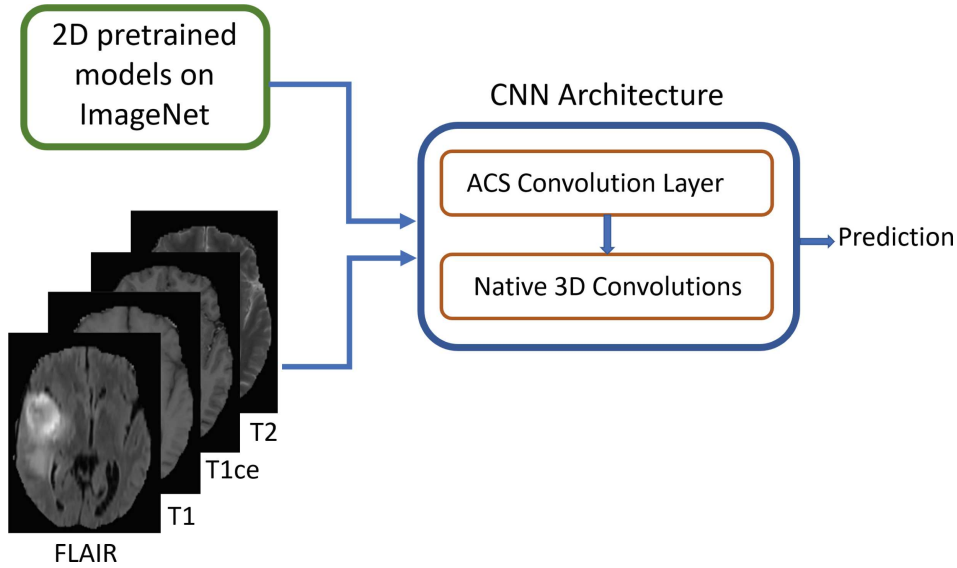 2D pretrained
models on
ImageNet
CNN Architecture
ACS Convolution Layer
Native 3D Convolutions
Prediction
T2
T1ce
T1
FLAIR